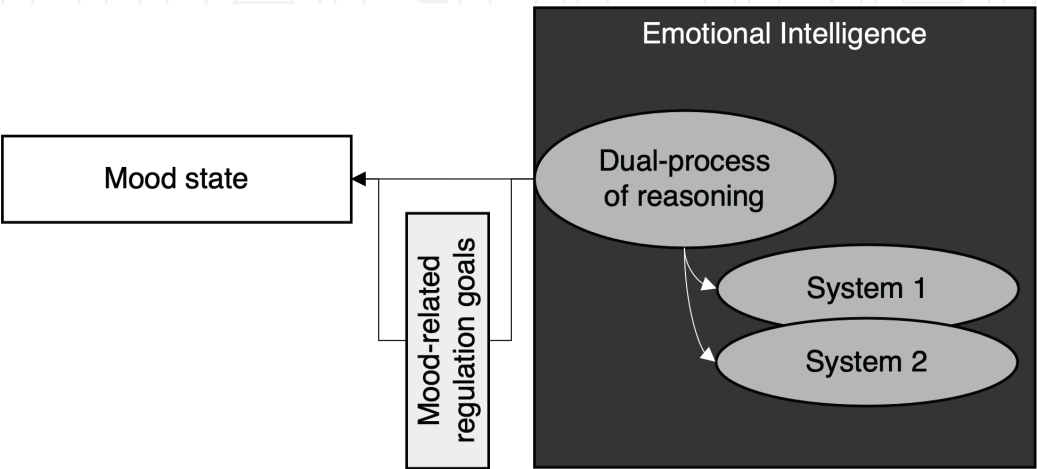 Emotional Intelligence
Dual-process
of reasoning
Mood state
Mood-related
regulation goals
System 1
System 2